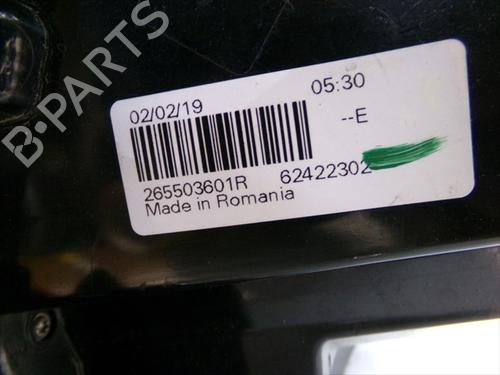 B·PARTS
02/02/19
05:30
--E
265503601R
62422302
Made in Romania